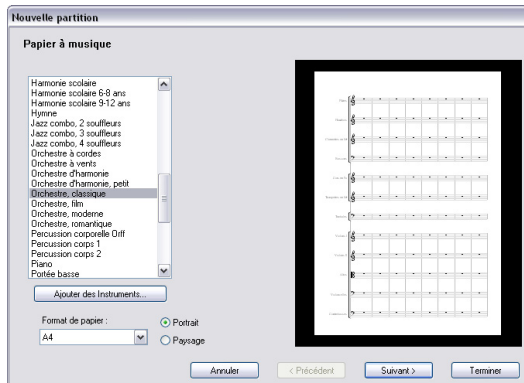 Nouvelle partition
Papier à musique
Harmonie scolaire
Harmonie scolaire 6-8 ans
Harmonie scolaire 9-12 ans
Hymne
Jazz combo, 2 souffleurs
Jazz combo, 3 souffleurs
Jazz combo, 4 souffleurs
Orchestre à cordes
Orchestre à vents
Orchestre d'harmonie
Orchestre d'harmonie, petit
Orchestre, classique
Orchestre, film
Orchestre, moderne
Orchestre, romantique
Percussion corporelle Orff
Percussion corps 1
Percussion corps 2
Piano
Portée basse
Ajouter des Instruments...
Format de papier :
A4
Portrait
Paysage
Annuler
< Précédent
Suivant >
Terminer